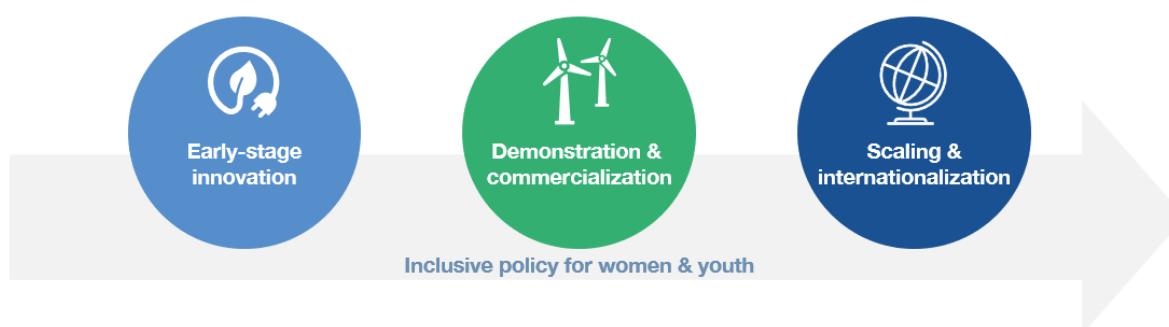 Early-stage
innovation
Demonstration &
commercialization
Scaling &
internationalization
Inclusive policy for women & youth